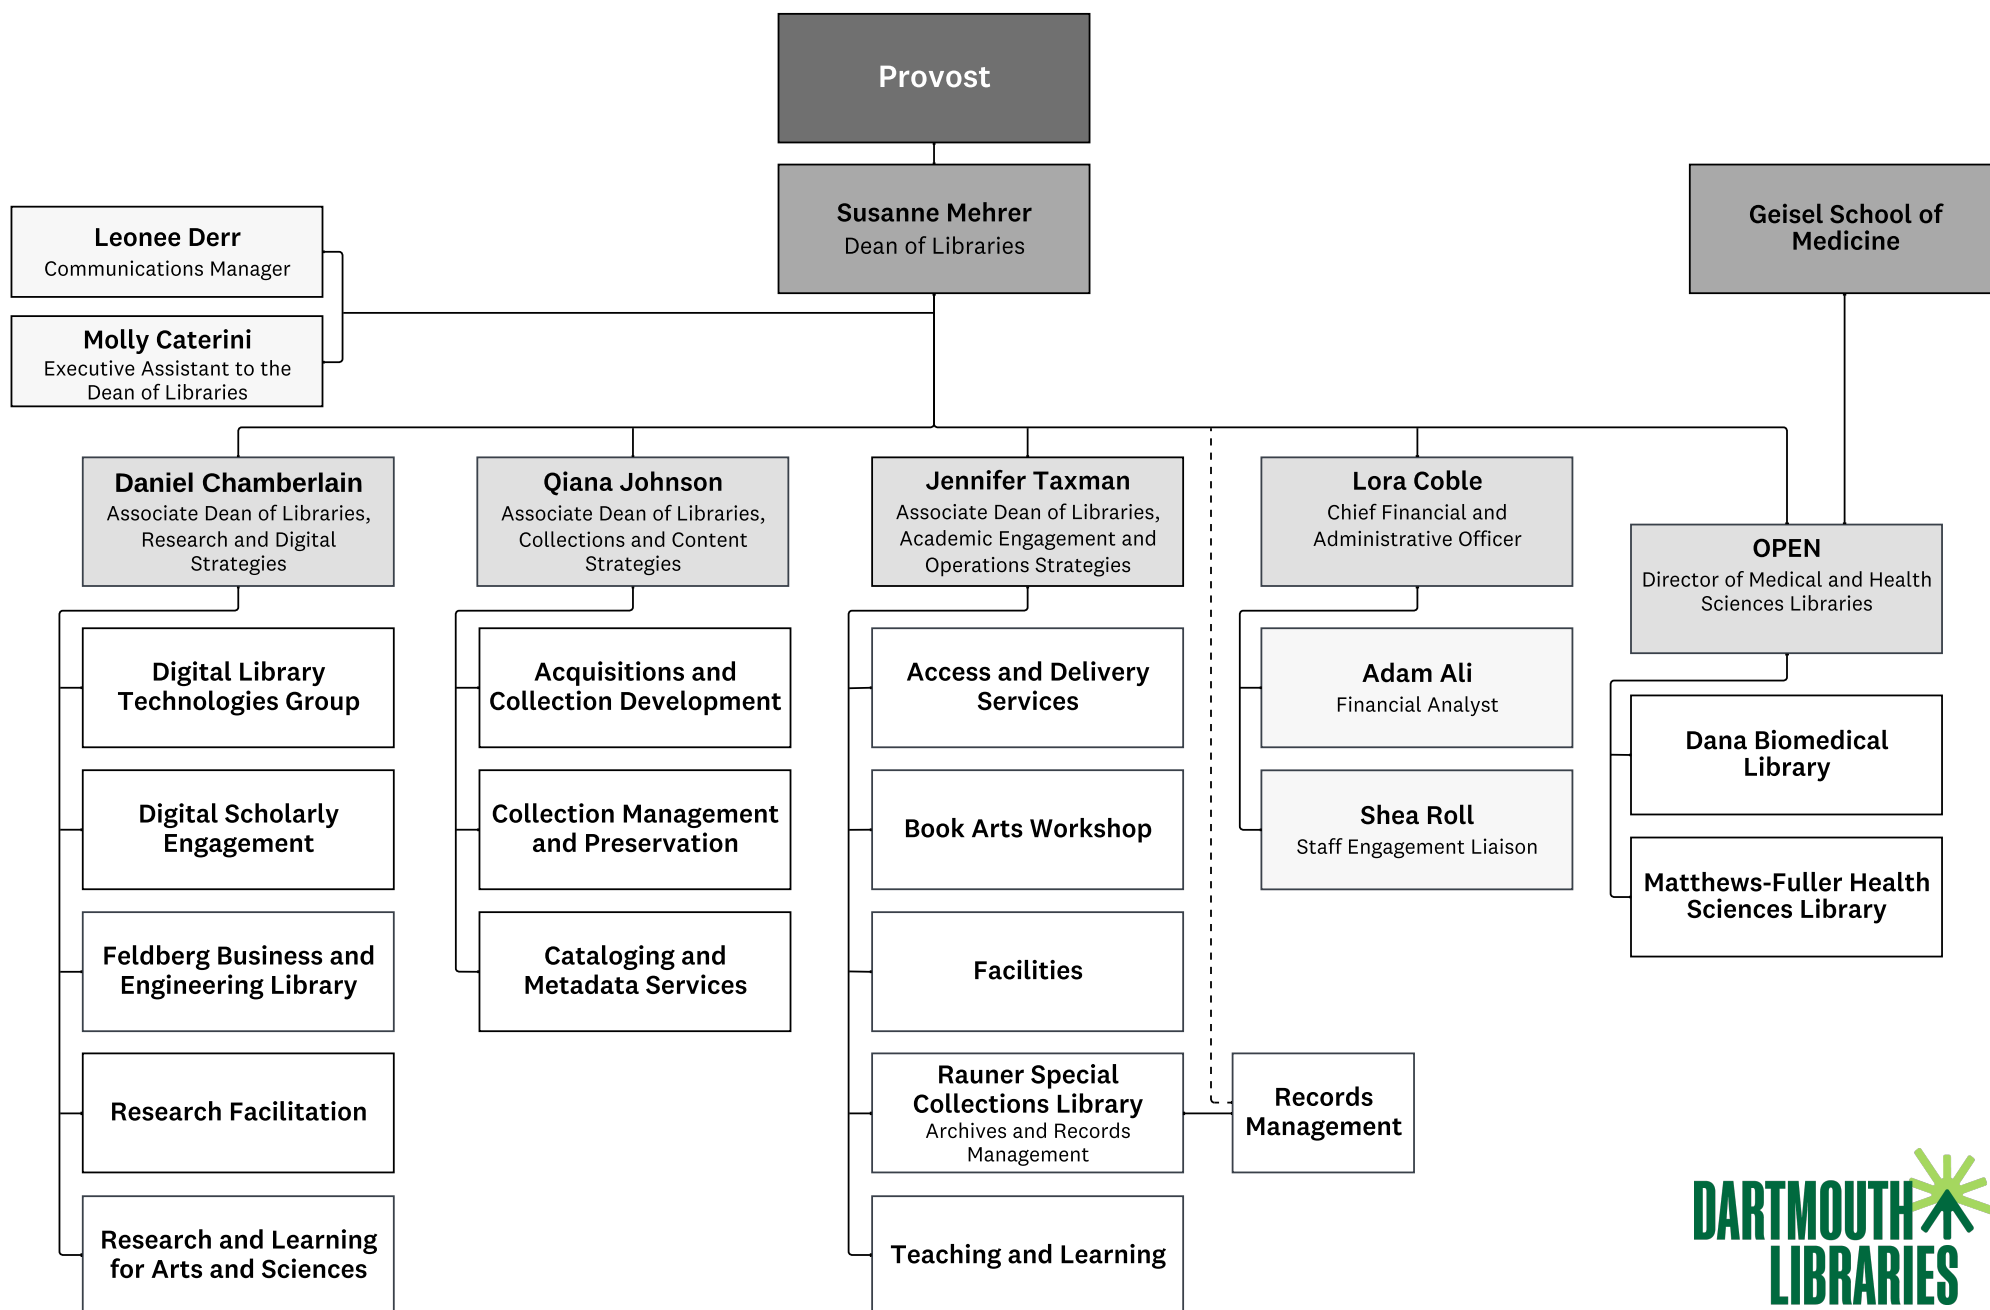 Provost
Susanne Mehrer
Dean of Libraries
Geisel School of
Medicine
Leonee Derr
Communications Manager
Molly Caterini
Executive Assistant to the
Dean of Libraries
Daniel Chamberlain
Associate Dean of Libraries,
Research and Digital
Strategies
Digital Library
Technologies Group
Digital Scholarly
Engagement
Feldberg Business and
Engineering Library
Research Facilitation
Research and Learning
for Arts and Sciences
Qiana Johnson
Associate Dean of Libraries,
Collections and Content
Strategies
Acquisitions and
Collection Development
Collection Management
and Preservation
Cataloging and
Metadata Services
Jennifer Taxman
Associate Dean of Libraries,
Academic Engagement and
Operations Strategies
Access and Delivery
Services
Book Arts Workshop
Facilities
Rauner Special
Collections Library
Archives and Records
Management
Records
Management
Teaching and Learning
Lora Coble
Chief Financial and
Administrative Officer
Adam Ali
Financial Analyst
Shea Roll
Staff Engagement Liaison
OPEN
Director of Medical and Health
Sciences Libraries
Dana Biomedical
Library
Matthews-Fuller Health
Sciences Library
DARTMOUTH
LIBRARIES